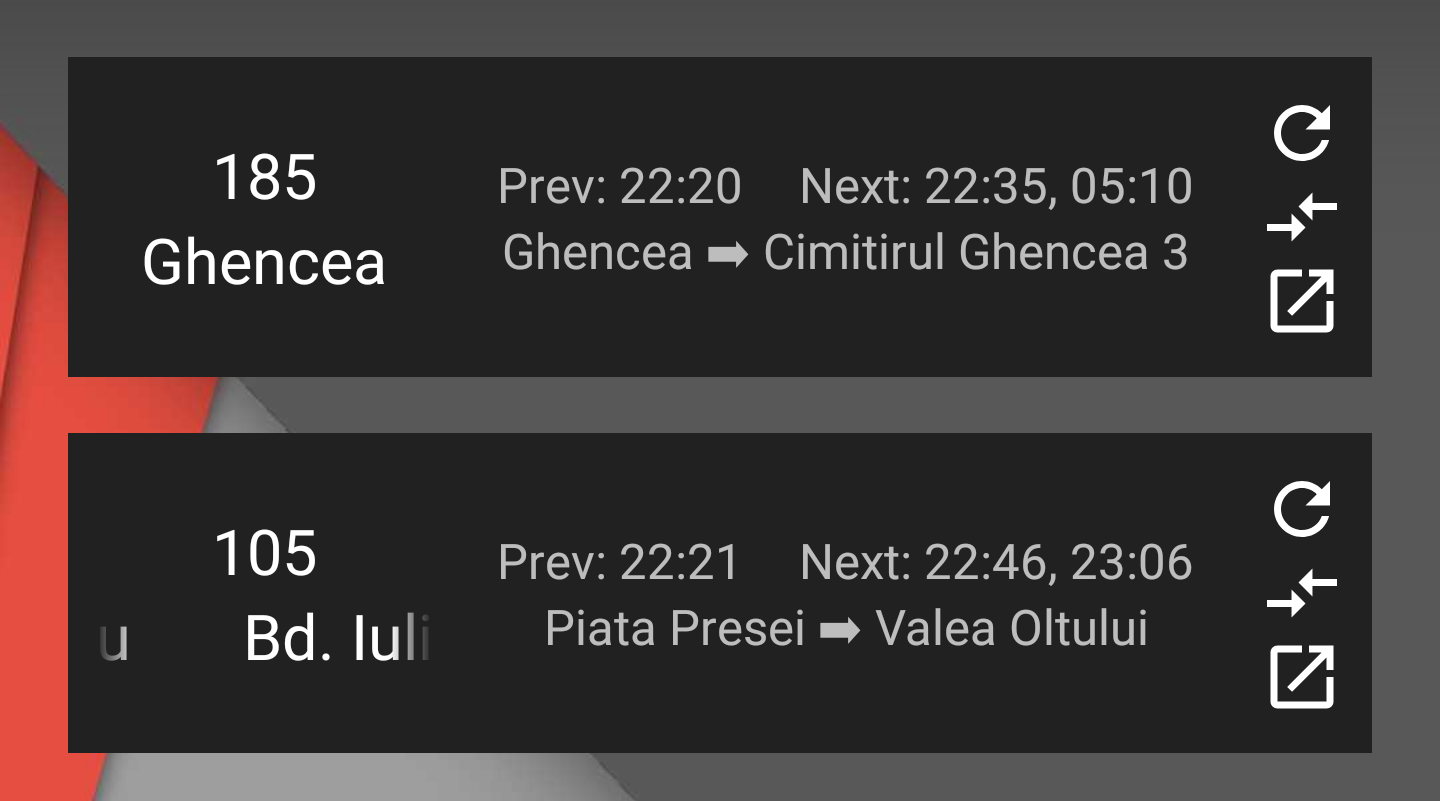 185
Ghencea
Prev: 22:20 Next: 22:35, 05:10
Ghencea ➡ Cimitirul Ghencea 3
105
u Bd. Iuli
Prev: 22:21 Next: 22:46, 23:06
Piata Presei ➡ Valea Oltului